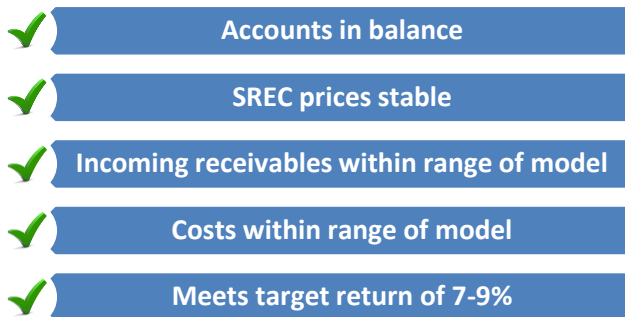 Accounts in balance
SREC prices stable
Incoming receivables within range of model
Costs within range of model
Meets target return of 7-9%